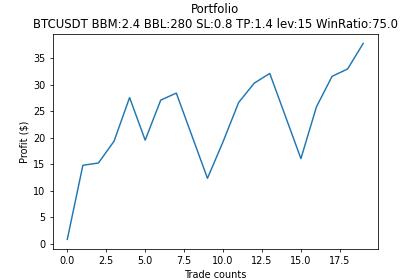 Portfolio
BTCUSDT BBM:2.4 BBL:280 SL:0.8 TP:1.4 lev:15 WinRatio:75.0
Profit ($)
35
30
25
20
15
10
5
0
0.0 2.5 5.0 7.5 10.0 12.5 15.0 17.5
Trade counts